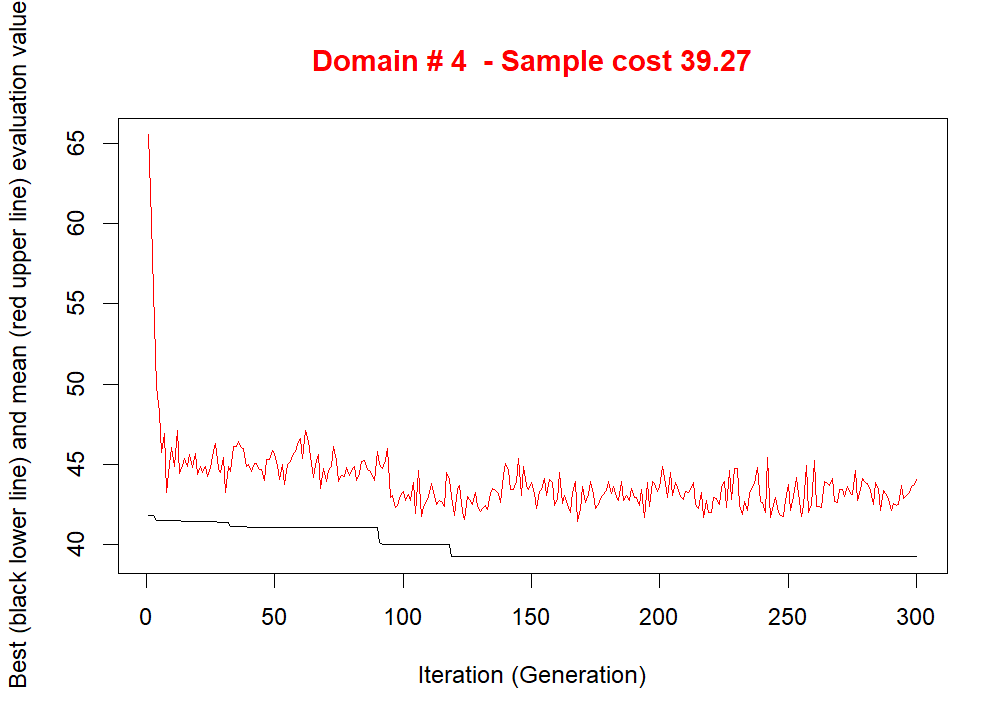 Domain # 4  - Sample cost 39.27
Best (black lower line) and mean (red upper line) evaluation value
65
60
55
50
45
40
0 50 100 150 200 250 300
Iteration (Generation)